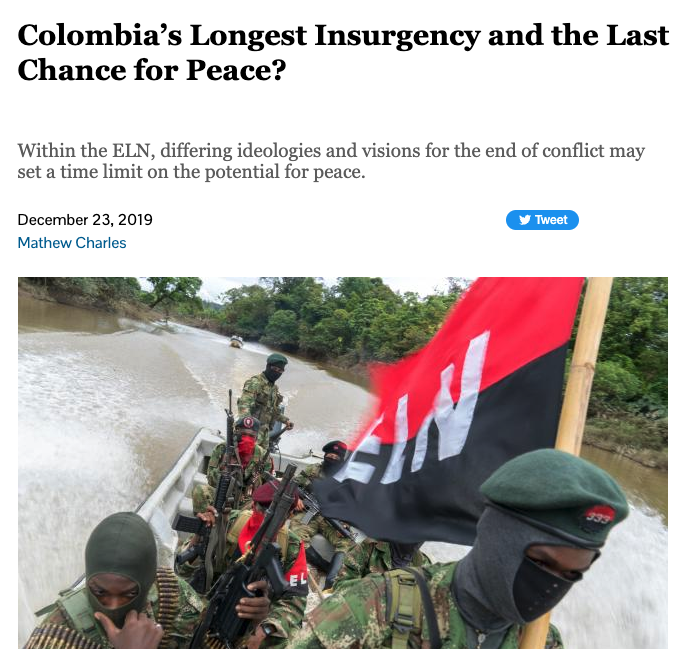 Colombia’s Longest Insurgency and the Last
Chance for Peace?
Within the ELN, differing ideologies and visions for the end of conflict may
set a time limit on the potential for peace.
December 23, 2019
Tweet
Mathew Charles
ELN
EL